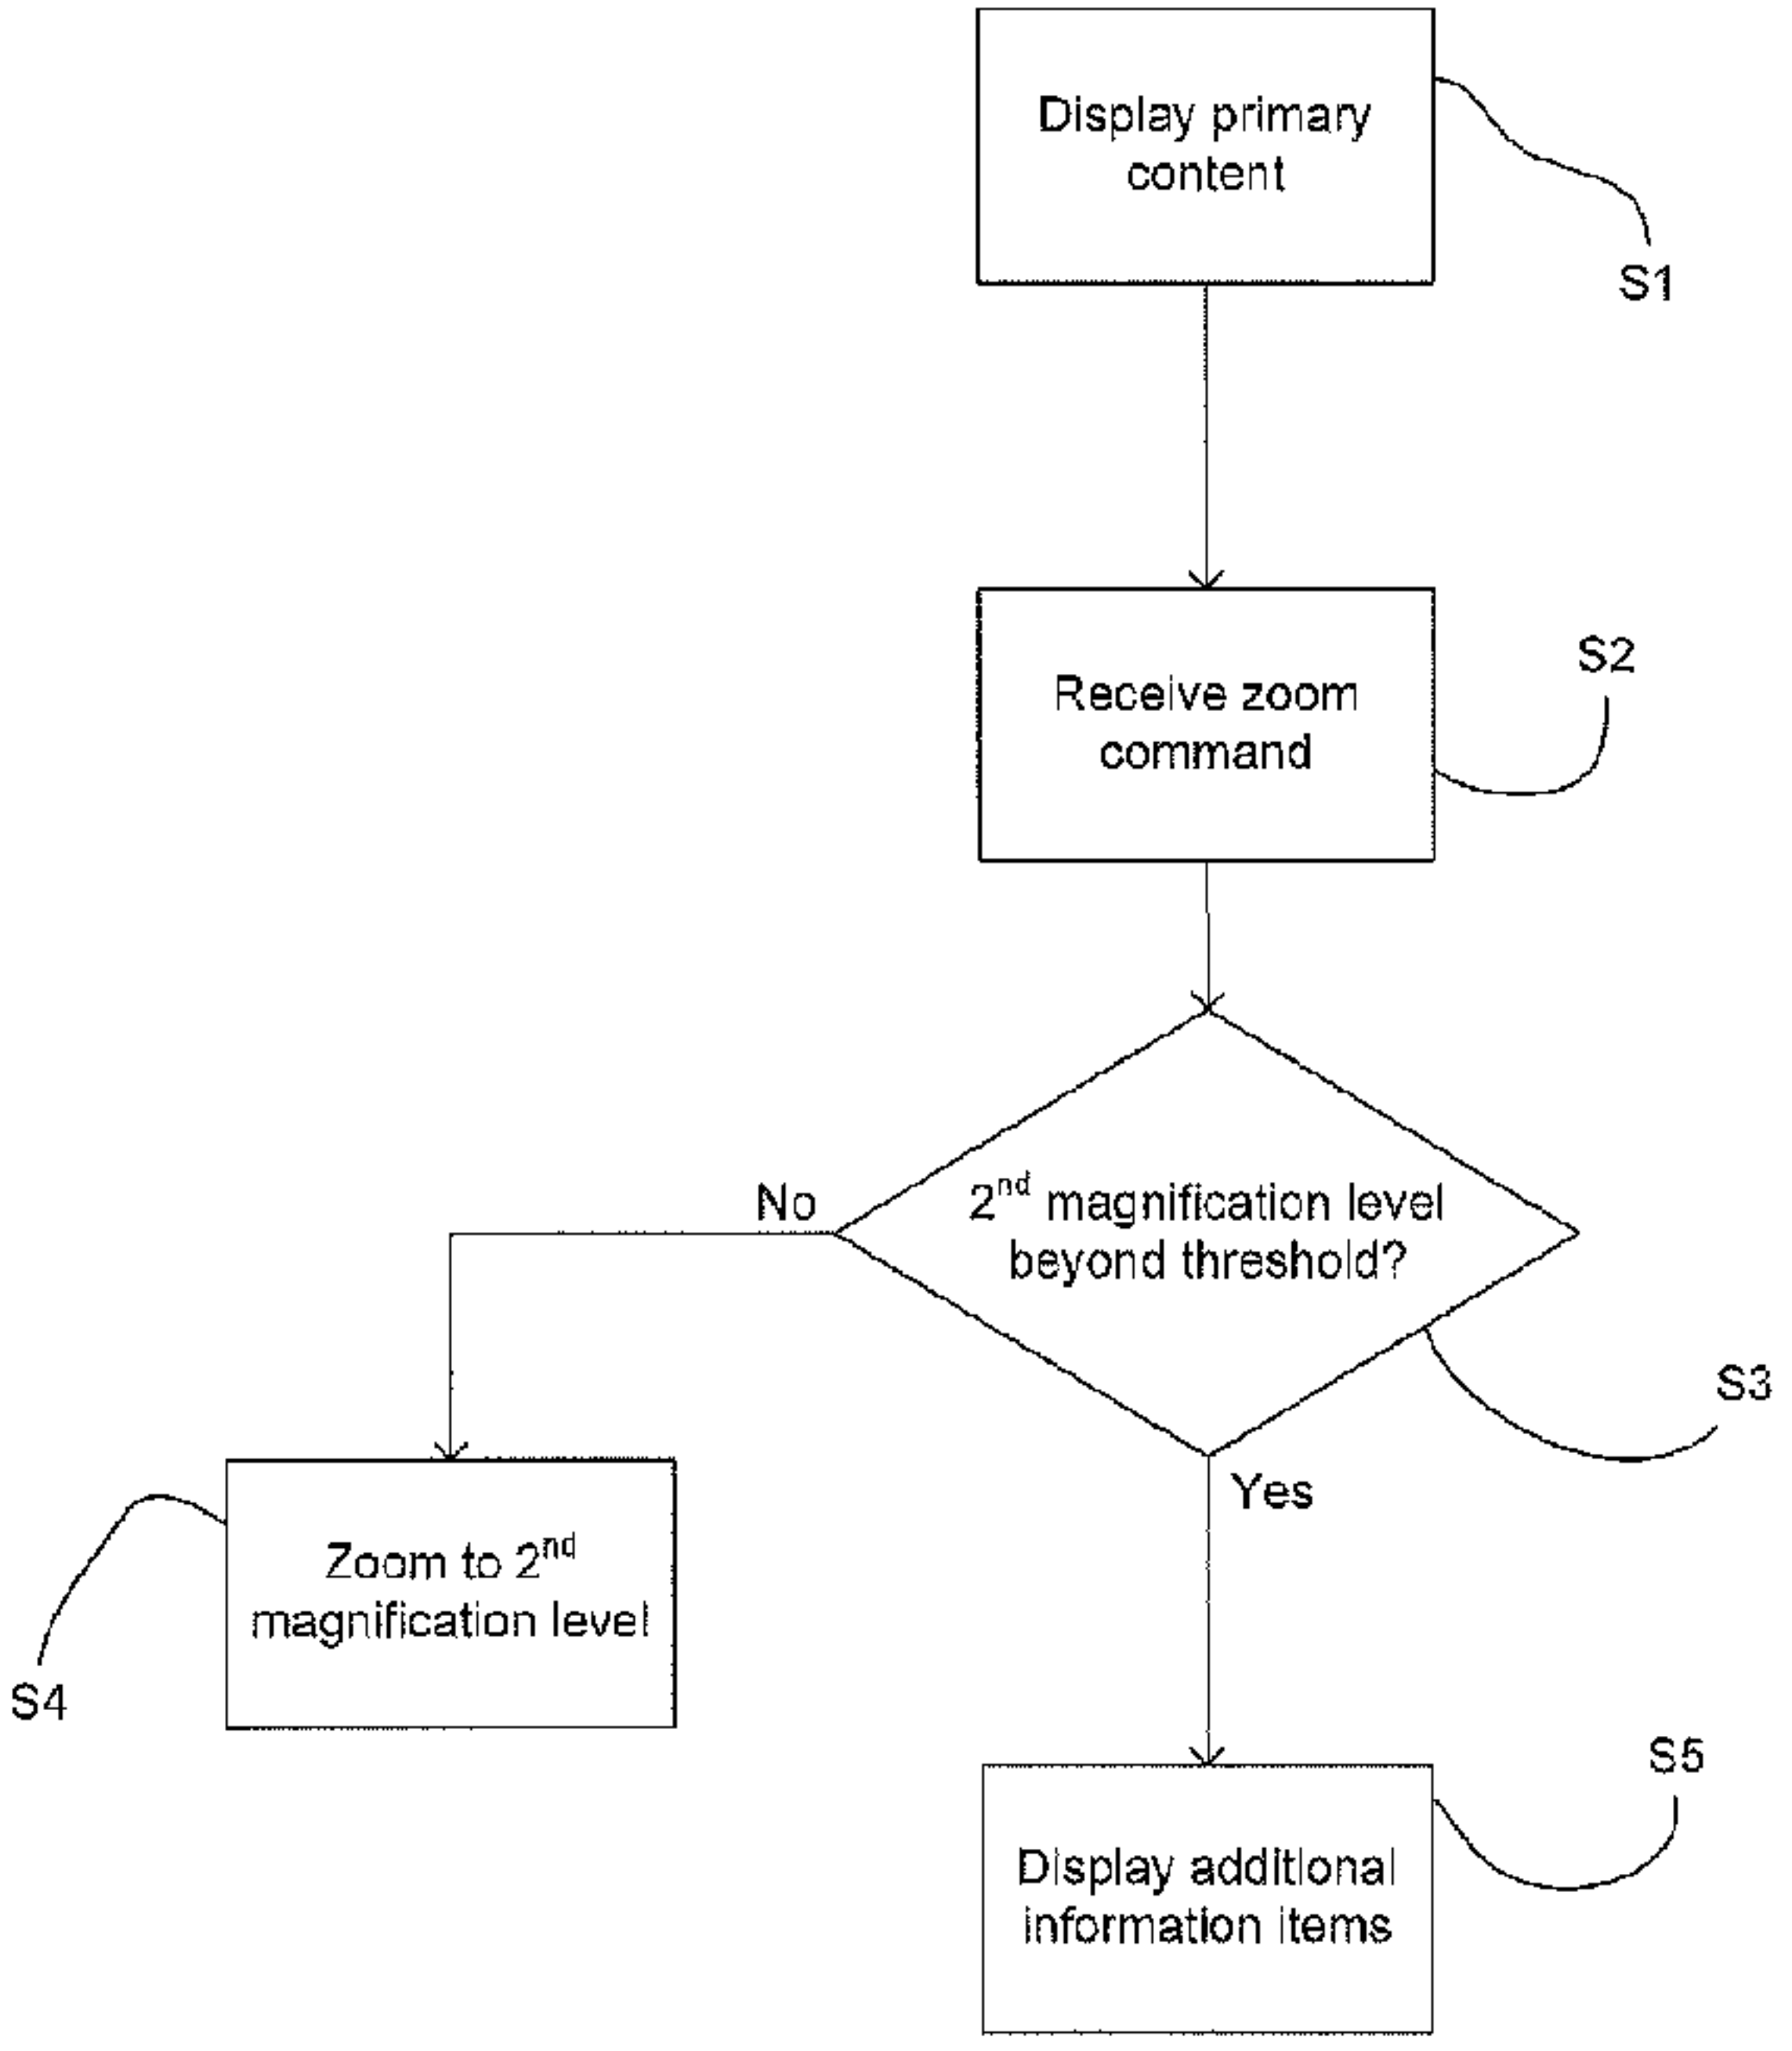 Display primary
content
S1
S2
Receive zoom
command
No
2nd magnification level
beyond threshold?
S3
Yes
Zoom to 2nd
magnification level
S4
S5
Display additional
information items